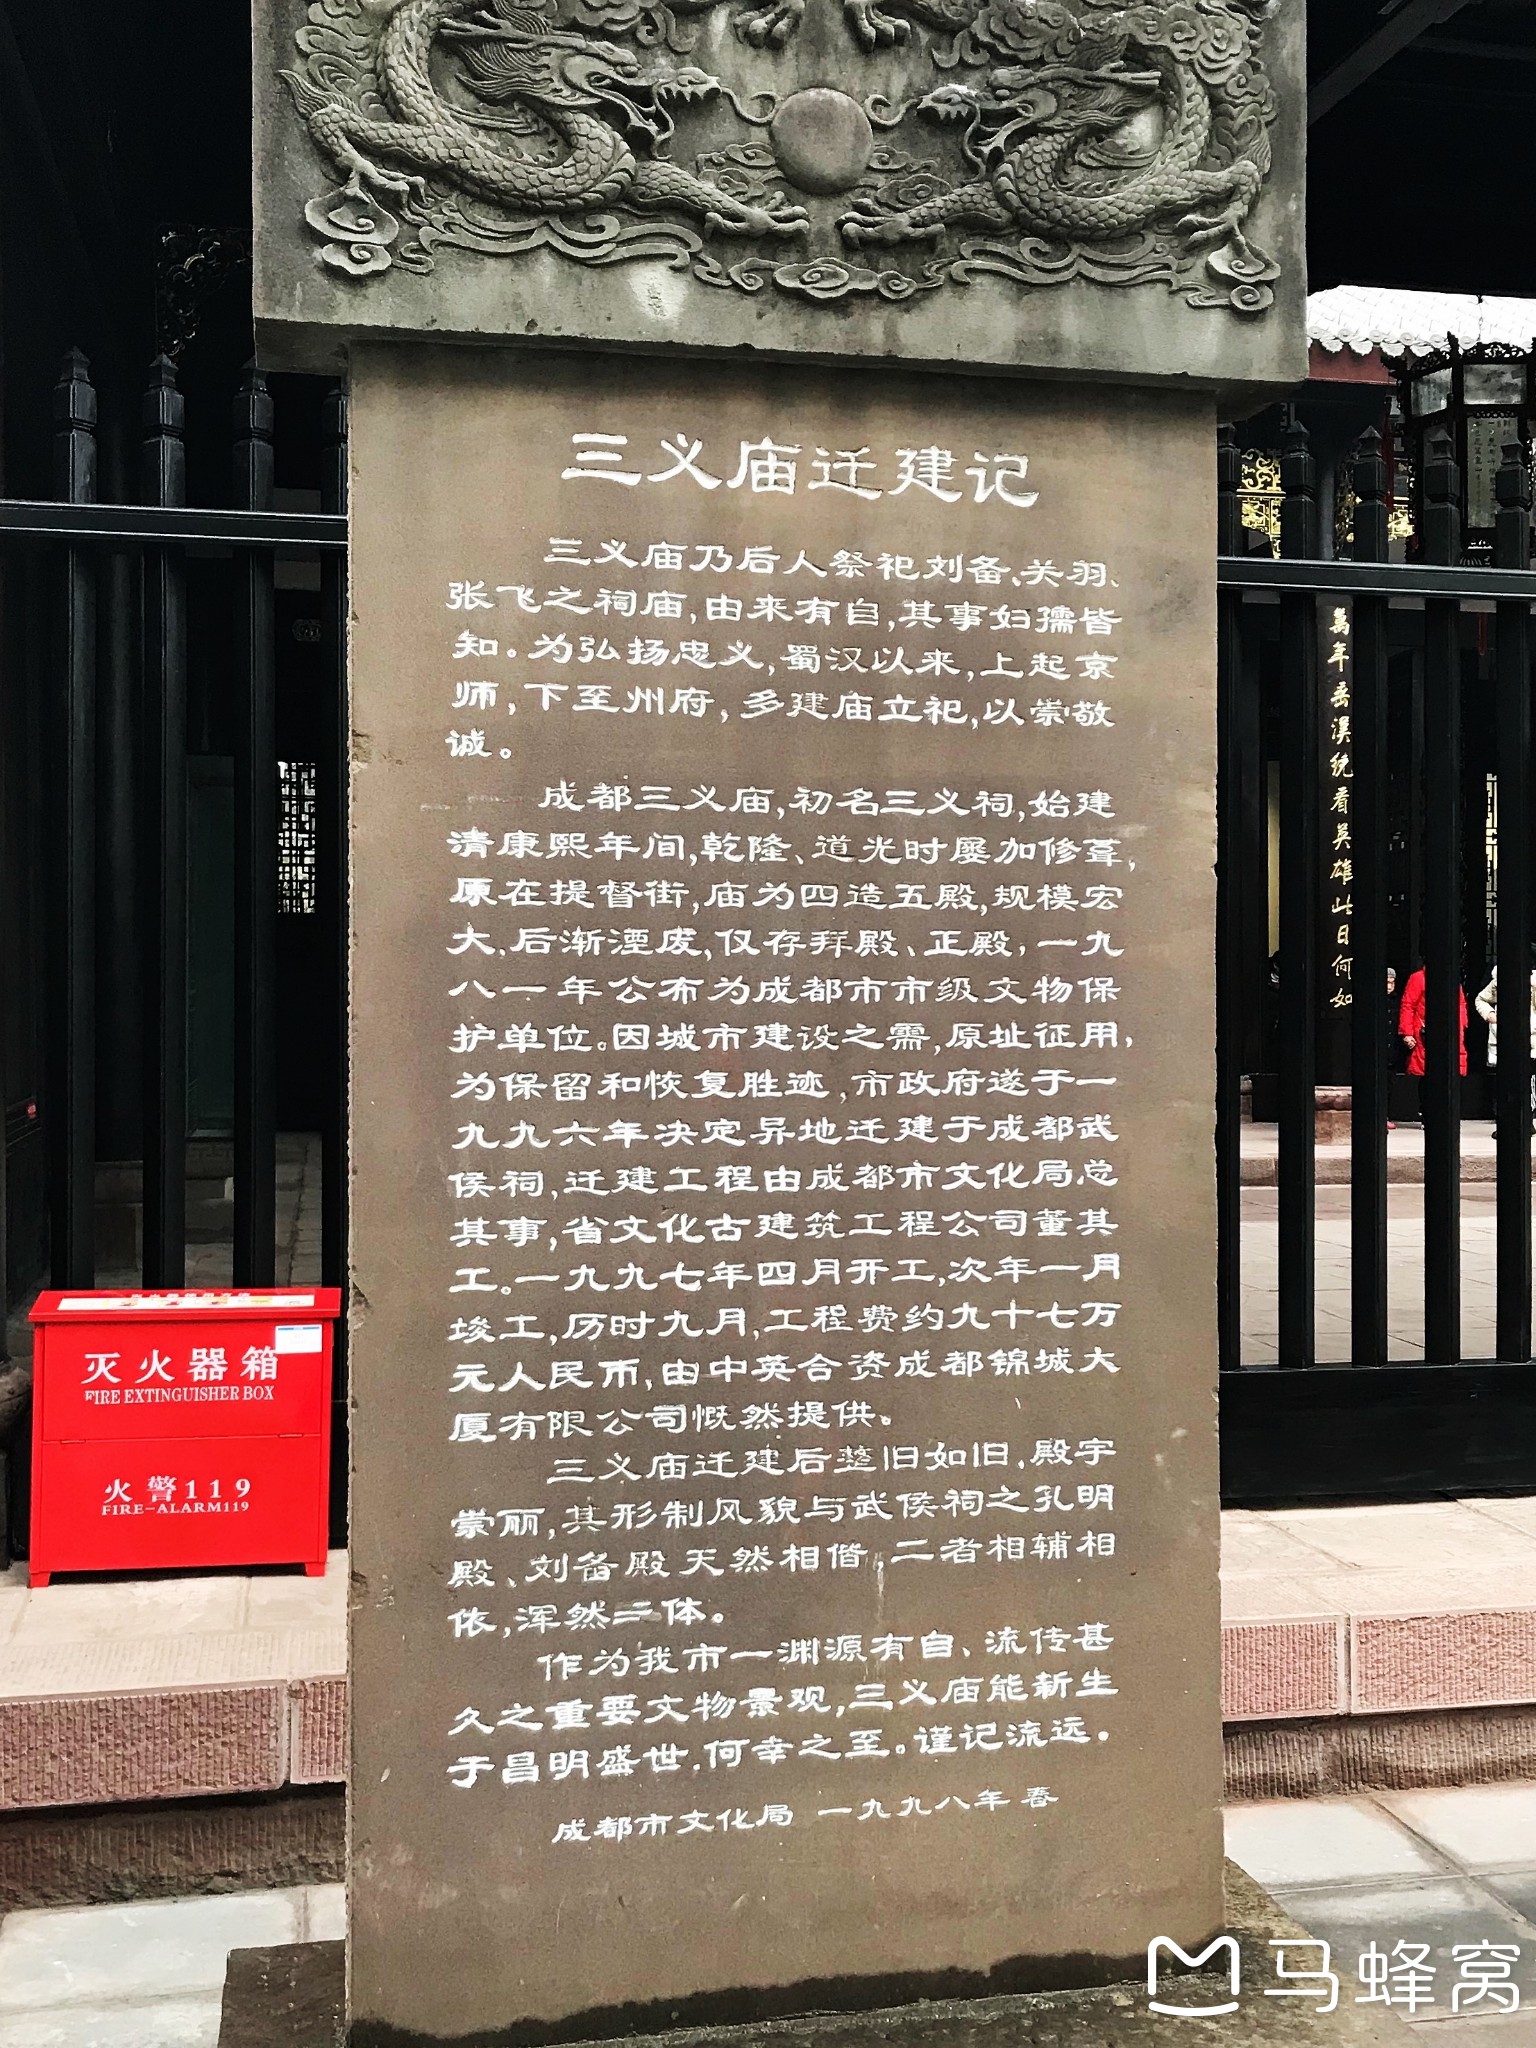 三义庙迁建记
三义庙乃后人祭祀刘备、关羽、
张飞之祠庙,由来有自,其事妇孺皆
知。为弘扬忠义,蜀汉以来,上起京
师,下至州府,多建庙立祀,以崇敬
诚。
成都三义庙,初名三义祠,始建
清康熙年间,乾隆、道光时屡加修葺,
原在提督街,庙为四造五殿,规模宏
大,后渐湮废,仅存拜殿、正殿,一九
八一年公布为成都市市级文物保
护单位。因城市建设之需,原址征用,
为保留和恢复胜迹,市政府遂于一
九九六年决定异地迁建于成都武
侯祠,迁建工程由成都市文化局总
其事,省文化古建筑工程公司董其
工。一九九七年四月开工,次年一月
竣工,历时九月,工程费约九十七万
元人民币,由中英合资成都锦城大
厦有限公司慨然提供。
三义庙迁建后整旧如旧,殿宇
崇丽,其形制风貌与武侯祠之孔明
殿、刘备殿天然相偕,二者相辅相
依,浑然一体。
作为我市一渊源有自、流传甚
久之重要文物景观,三义庙能新生
于昌明盛世,何幸之至。谨记流远。
成都市文化局 一九九八年春
灭火器箱
FIRE EXTINGUISHER BOX
火警119
FIRE-ALARM119
萬年岳溪统看英雄此日何如
马蜂窝